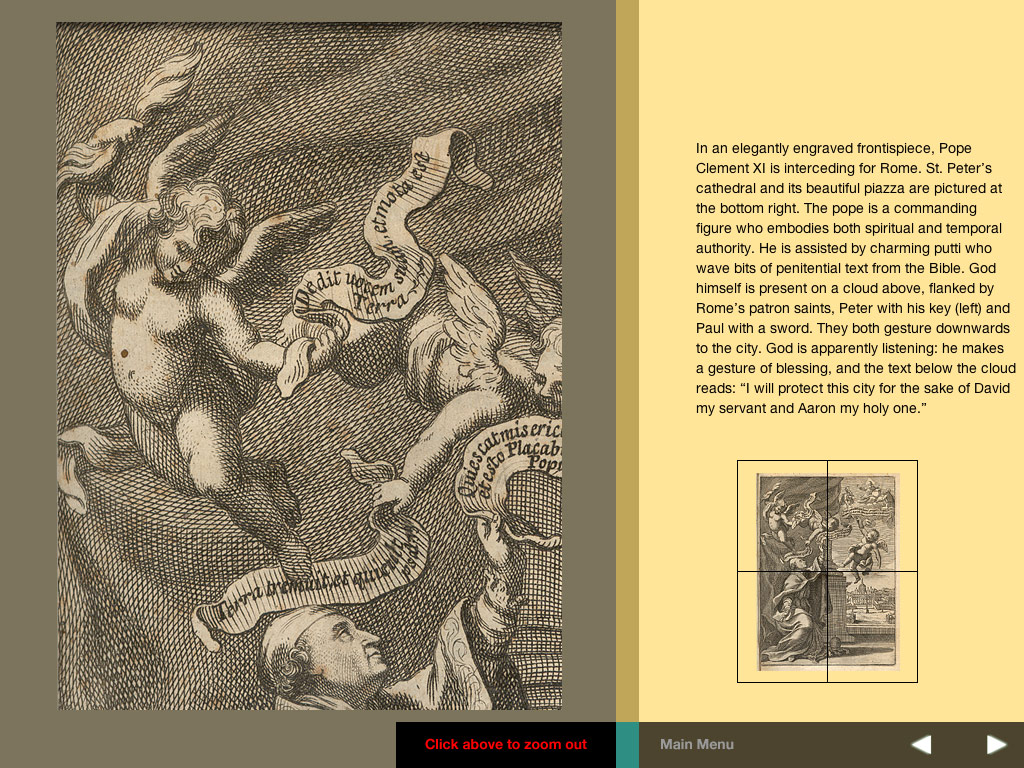 et mota est
Dedit vocem suam,
Terra
Quiescat miserico
et esto Placab
Popu
Terra tremuit et quievit
In an elegantly engraved frontispiece, Pope
Clement XI is interceding for Rome. St. Peter’s
cathedral and its beautiful piazza are pictured at
the bottom right. The pope is a commanding
figure who embodies both spiritual and temporal
authority. He is assisted by charming putti who
wave bits of penitential text from the Bible. God
himself is present on a cloud above, flanked by
Rome’s patron saints, Peter with his key (left) and
Paul with a sword. They both gesture downwards
to the city. God is apparently listening: he makes
a gesture of blessing, and the text below the cloud
reads: “I will protect this city for the sake of David
my servant and Aaron my holy one.”
Click above to zoom out
Main Menu